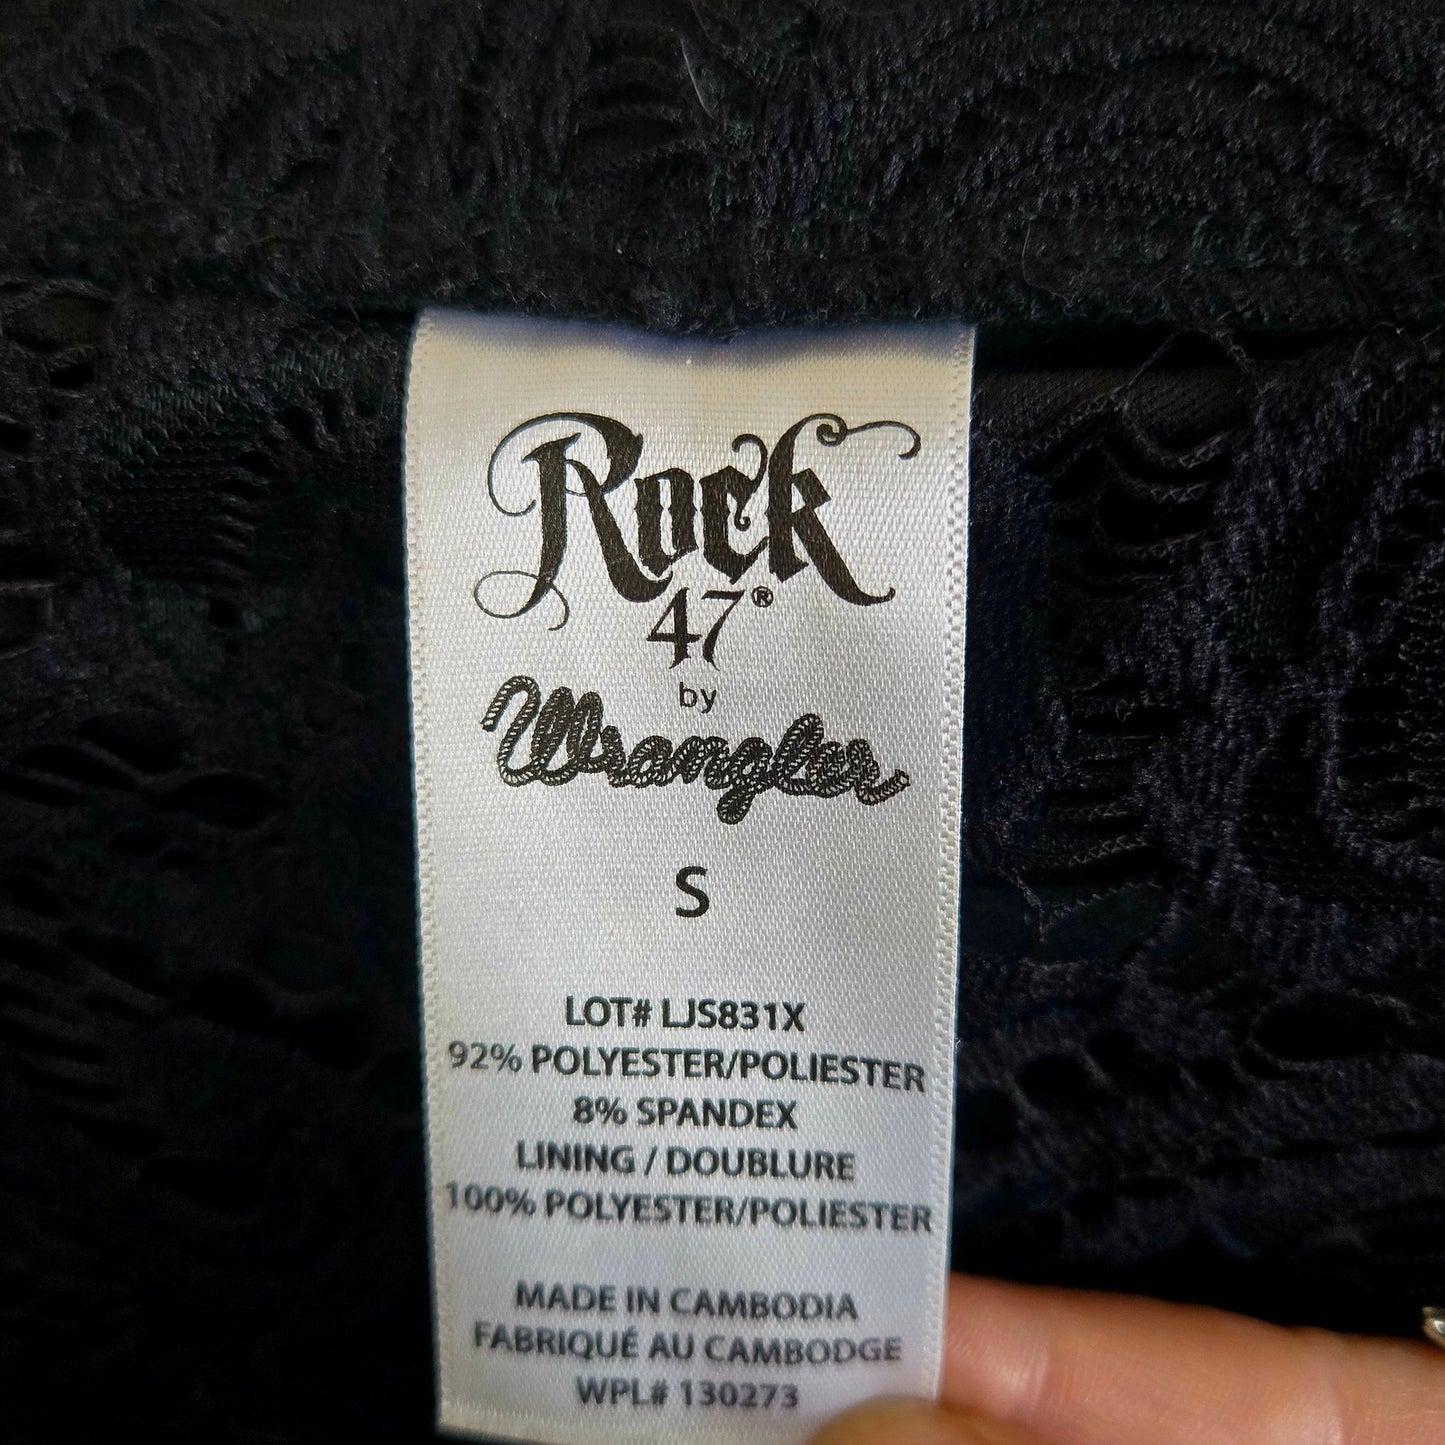 Rock
47®
by
Wrangler
S
LOT# LJS831X
92% POLYESTER/POLIESTER
8% SPANDEX
LINING / DOUBLURE
100% POLYESTER/POLIESTER
MADE IN CAMBODIA
FABRIQUÉ AU CAMBODGE
WPL# 130273